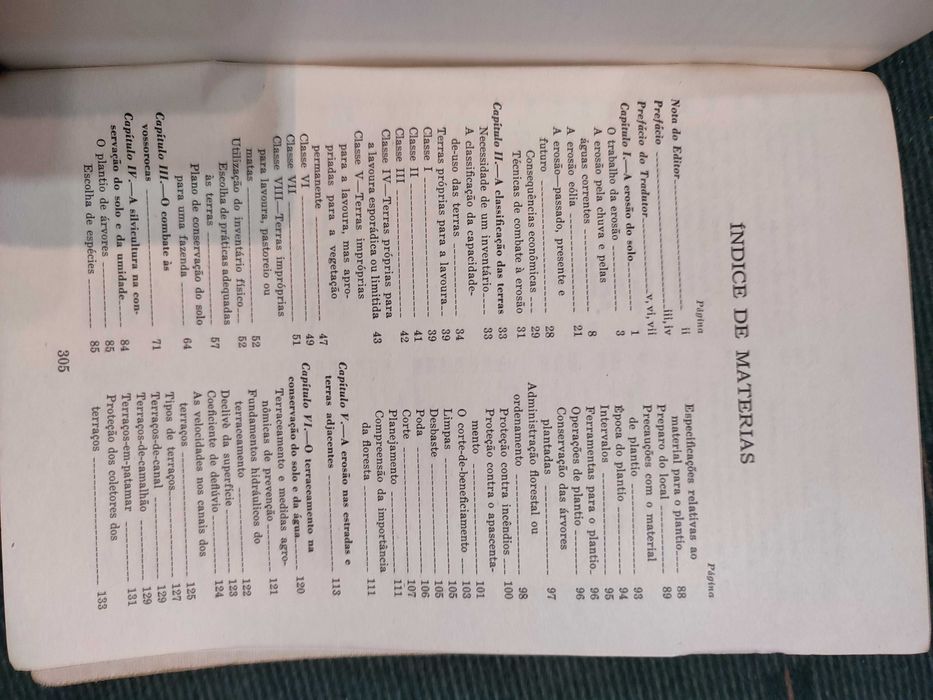 ÍNDICE DE MATERIAS
Página
Nota do Editor ii
Prefácio iii, iv
Prefácio do Tradutor v, vi, vii
Capítulo I.—A erosão do solo 1
O trabalho da erosão 3
A erosão pela chuva e pelas
águas correntes 8
A erosão eólia 21
A erosão—passado, presente e
futuro 28
Consequências econômicas 29
Técnicas de combate à erosão 31
Capítulo II.—A classificação das terras 33
Necessidade de um inventário 33
A classificação da capacidade-
de-uso das terras 34
Terras próprias para a lavoura 39
Classe I 39
Classe II 41
Classe III 42
Classe IV—Terras próprias para
a lavoura esporádica ou limitida 43
Classe V—Terras impróprias
para a lavoura, mas apro-
priadas para a vegetação
permanente 47
Classe VI 49
Classe VII 51
Classe VIII—Terras impróprias
para lavoura, pastoreio ou
matas 52
Utilização do inventário físico 52
Escolha de práticas adequadas
às terras 57
Plano de conservação do solo
para uma fazenda 64
Capítulo III.—O combate às
vossorocas 71
Capítulo IV.—A silvicultura na con-
servação do solo e da umidade 84
O plantio de árvores 85
Escolha de espécies 85
Página
Especificações relativas ao
material para o plantio 88
Preparo do local 89
Precauções com o material
de plantio 93
Época do plantio 94
Intervalos 95
Ferramentas para o plantio 96
Operações de plantio 96
Conservação das árvores
plantadas 97
Administração florestal ou
ordenamento 98
Proteção contra incêndios 100
Proteção contra o apascenta-
mento 101
O corte-de-beneficiamento 103
Limpas 105
Desbaste 105
Poda 106
Corte 107
Planejamento 111
Compreensão da importância
da floresta 111
Capítulo V.—A erosão nas estradas e
terras adjacentes 113
Capítulo VI.—O terraceamento na
conservação do solo e da água 120
Terraceamento e medidas agro-
nômicas de prevenção 121
Fundamentos hidráulicos do
terraceamento 122
Declive da superfície 123
Coeficiente de deflúvio 124
As velocidades nos canais dos
terraços 125
Tipos de terraços 127
Terraços-de-canal 129
Terraços-de-camalhão 129
Terraços-em-patamar 131
Proteção dos coletores dos
terraços 133
305